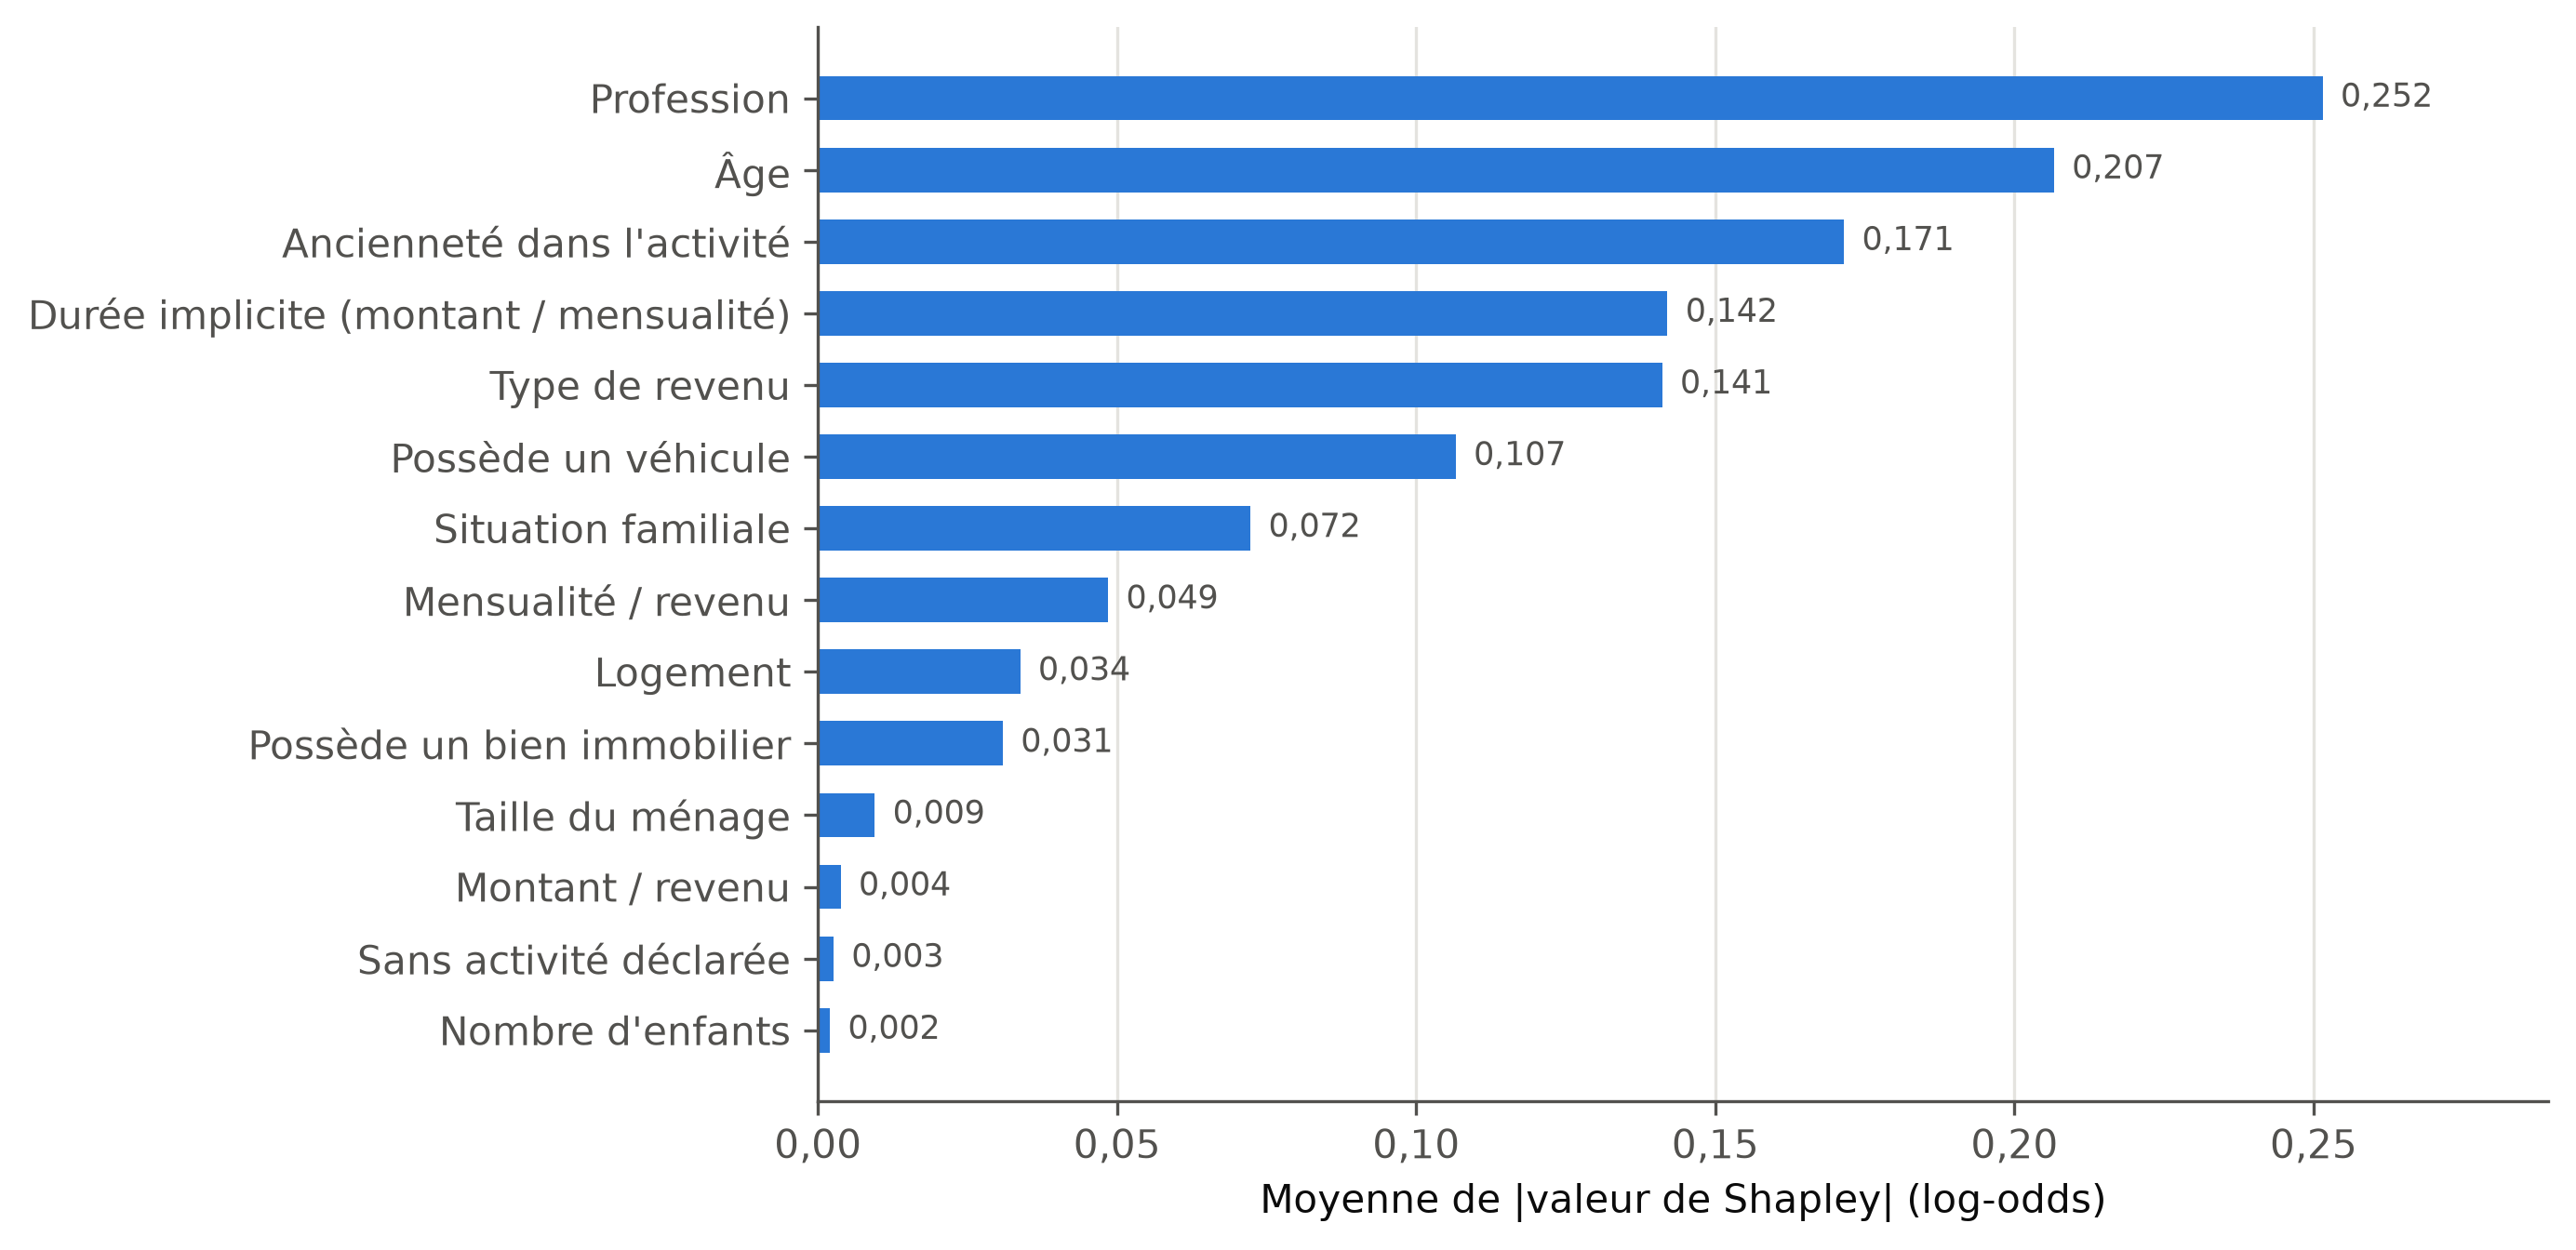 Profession 0,252
Âge 0,207
Ancienneté dans l'activité 0,171
Durée implicite (montant / mensualité) 0,142
Type de revenu 0,141
Possède un véhicule 0,107
Situation familiale 0,072
Mensualité / revenu 0,049
Logement 0,034
Possède un bien immobilier 0,031
Taille du ménage 0,009
Montant / revenu 0,004
Sans activité déclarée 0,003
Nombre d'enfants 0,002
0,00 0,05 0,10 0,15 0,20 0,25
Moyenne de |valeur de Shapley| (log-odds)